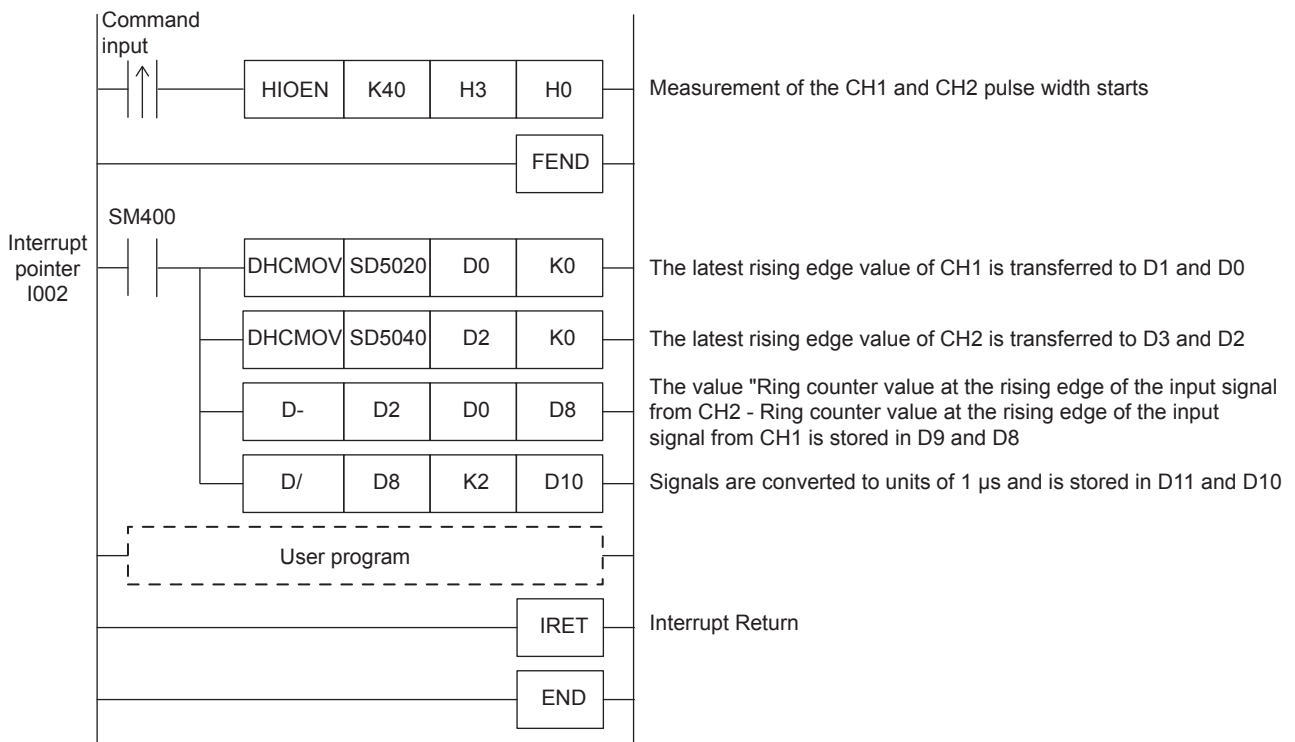 Command
input
HIOEN K40 H3 H0 Measurement of the CH1 and CH2 pulse width starts
FEND
SM400
Interrupt
pointer
I002
DHCMOV SD5020 D0 K0 The latest rising edge value of CH1 is transferred to D1 and D0
DHCMOV SD5040 D2 K0 The latest rising edge value of CH2 is transferred to D3 and D2
D- D2 D0 D8 The value "Ring counter value at the rising edge of the input signal
from CH2 - Ring counter value at the rising edge of the input
signal from CH1 is stored in D9 and D8
D/ D8 K2 D10 Signals are converted to units of 1 μs and is stored in D11 and D10
User program
IRET Interrupt Return
END